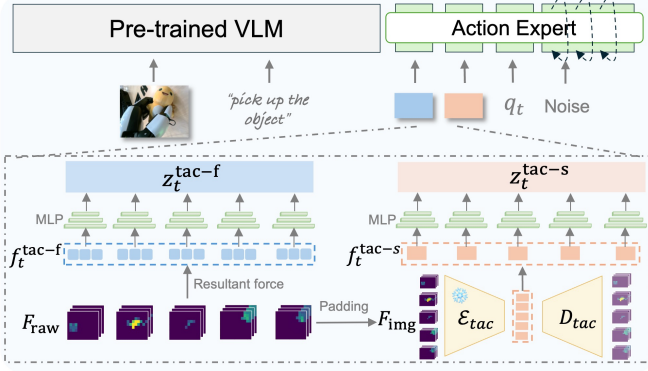 Pre-trained VLM
Action Expert
"pick up the
object"
q_t
Noise
z_t^tac−f
z_t^tac−s
MLP
MLP
f_t^tac−f
f_t^tac−s
Resultant force
Padding
F_raw
F_img
ℰ_tac
D_tac